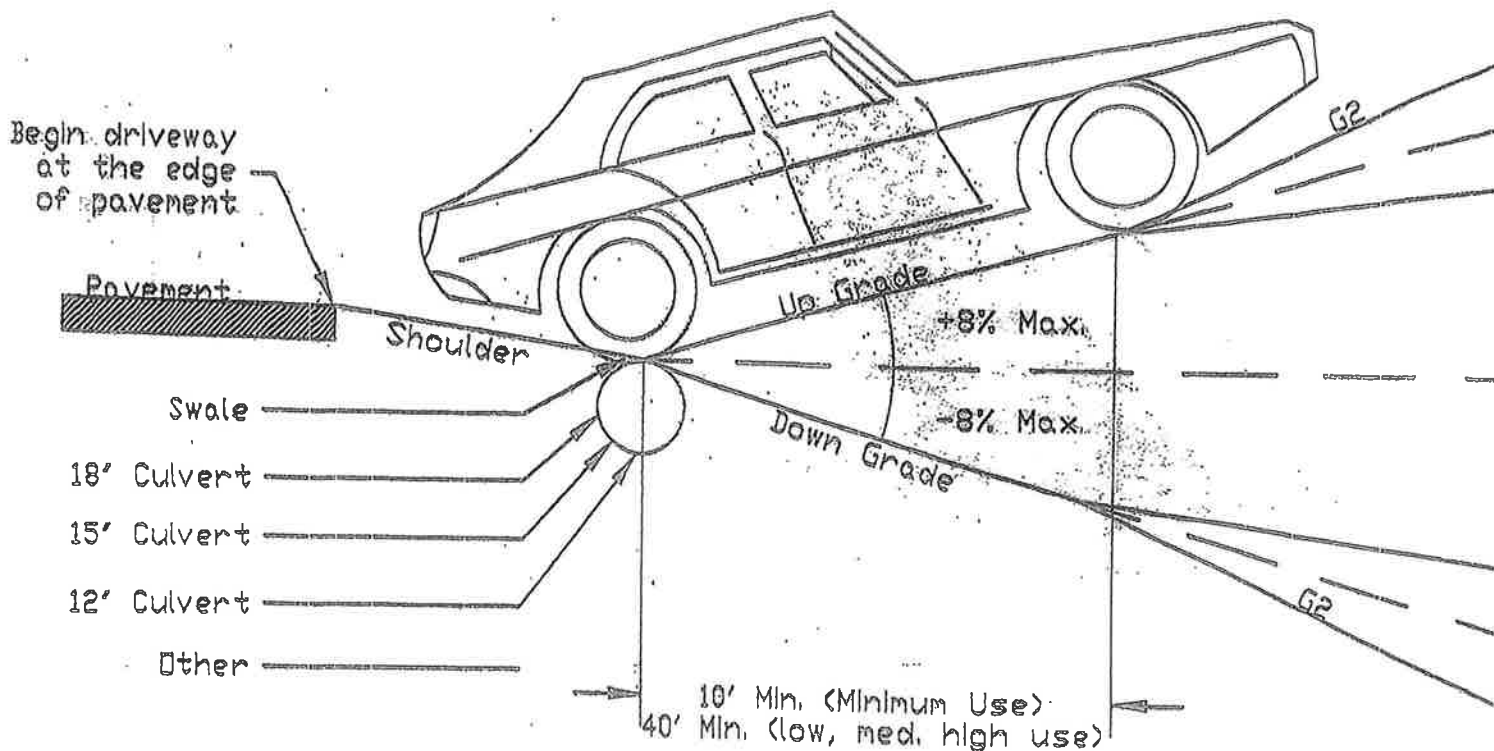 Begin driveway
at the edge
of pavement
Pavement
Shoulder
Up Grade
G2
+8% Max.
-8% Max.
Down Grade
G2
Swale
18' Culvert
15' Culvert
12' Culvert
Other
10' Min. (Minimum Use)
40' Min. (low, med. high use)